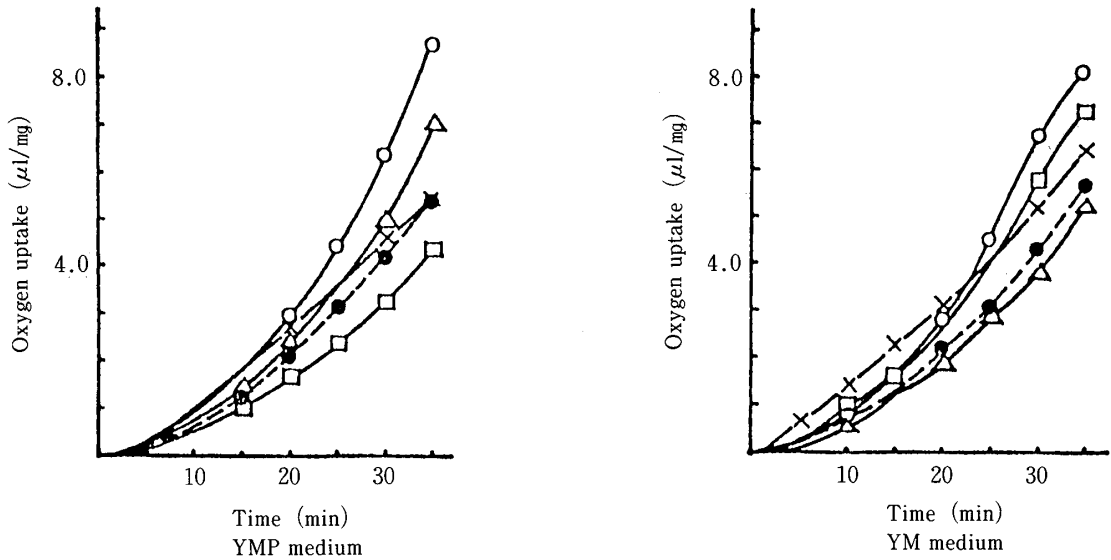 Oxygen uptake (μl/mg)
8.0
4.0
10 20 30
Time (min)
YMP medium
Oxygen uptake (μl/mg)
8.0
4.0
10 20 30
Time (min)
YM medium